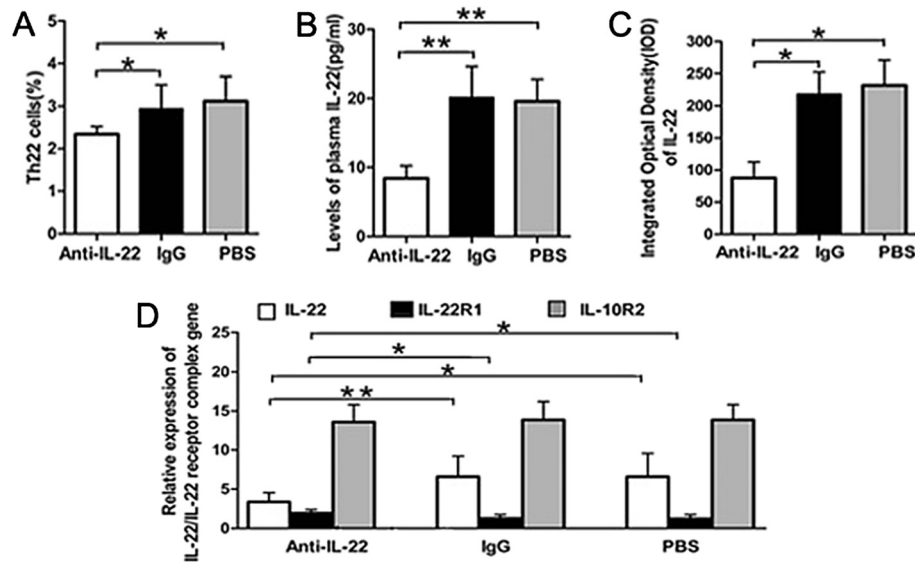 A
Th22 cells(%)
5
4
3
2
1
0
*
*
Anti-IL-22 IgG PBS
B
Levels of plasma IL-22(pg/ml)
30
20
10
0
**
**
Anti-IL-22 IgG PBS
C
Integrated Optical Density(IOD)
of IL-22
300
250
200
150
100
50
0
*
*
Anti-IL-22 IgG PBS
D
IL-22 IL-22R1 IL-10R2
Relative expression of
IL-22/IL-22 receptor complex gene
25
20
15
10
5
0
*
*
*
**
Anti-IL-22 IgG PBS